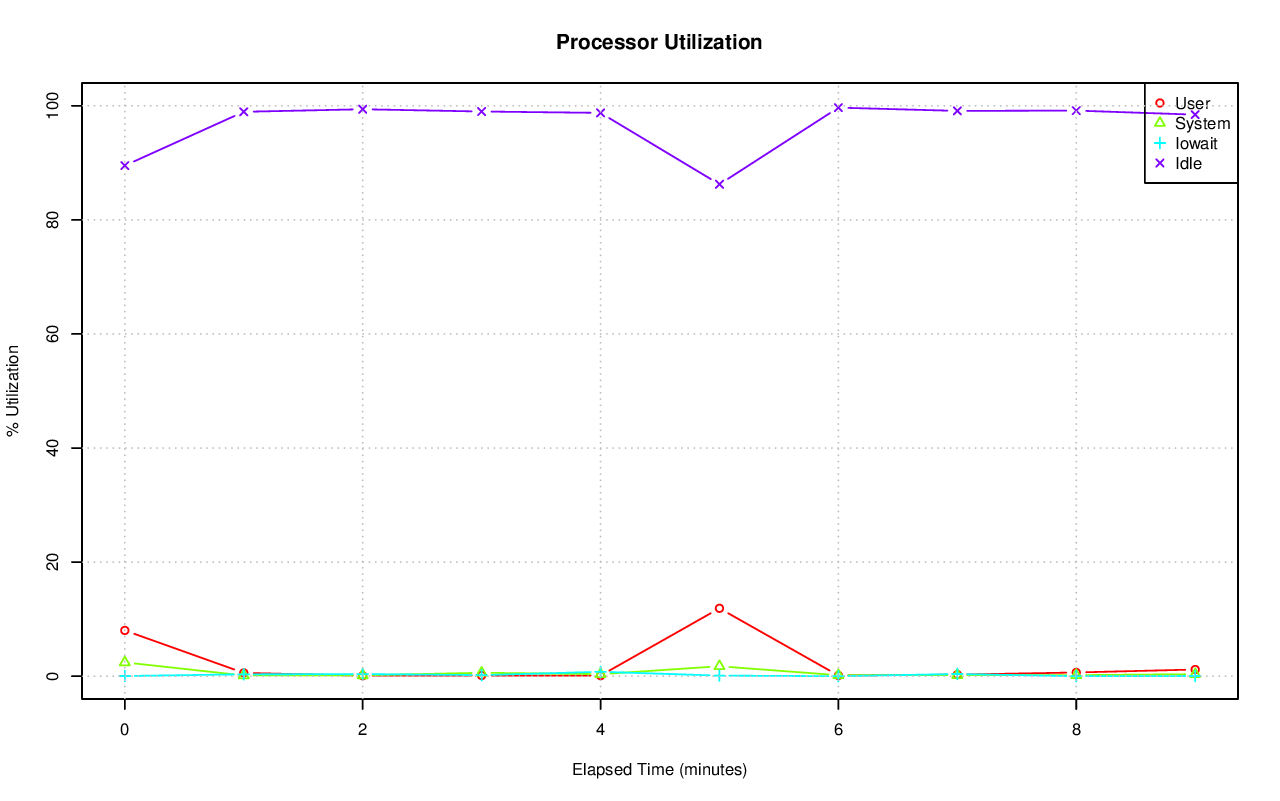 Processor Utilization
% Utilization
100
80
60
40
20
0
User
System
Iowait
Idle
0 2 4 6 8
Elapsed Time (minutes)